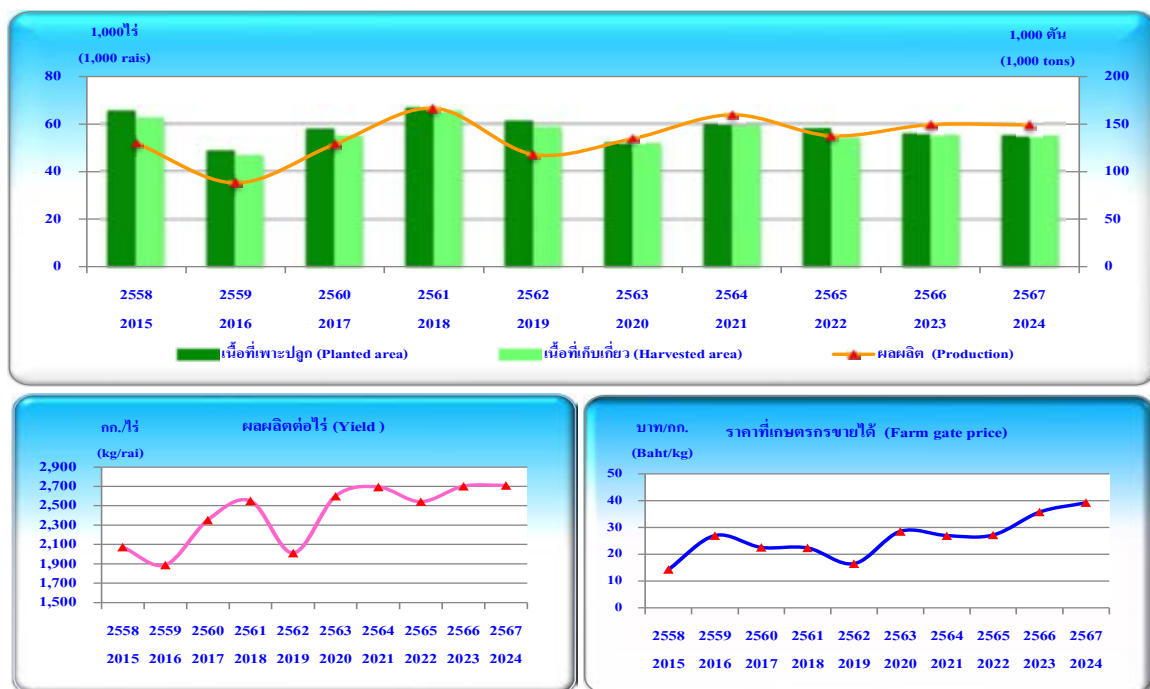 1,000ไร่
(1,000 rais)
1,000 ตัน
(1,000 tons)
80
60
40
20
0
200
150
100
50
0
2558 2559 2560 2561 2562 2563 2564 2565 2566 2567
2015 2016 2017 2018 2019 2020 2021 2022 2023 2024
เนื้อที่เพาะปลูก (Planted area) เนื้อที่เก็บเกี่ยว (Harvested area) ผลผลิต (Production)
กก./ไร่
(kg/rai)
ผลผลิตต่อไร่ (Yield )
2,900
2,700
2,500
2,300
2,100
1,900
1,700
1,500
2558 2559 2560 2561 2562 2563 2564 2565 2566 2567
2015 2016 2017 2018 2019 2020 2021 2022 2023 2024
บาท/กก.
(Baht/kg)
ราคาที่เกษตรกรขายได้ (Farm gate price)
50
40
30
20
10
0
2558 2559 2560 2561 2562 2563 2564 2565 2566 2567
2015 2016 2017 2018 2019 2020 2021 2022 2023 2024